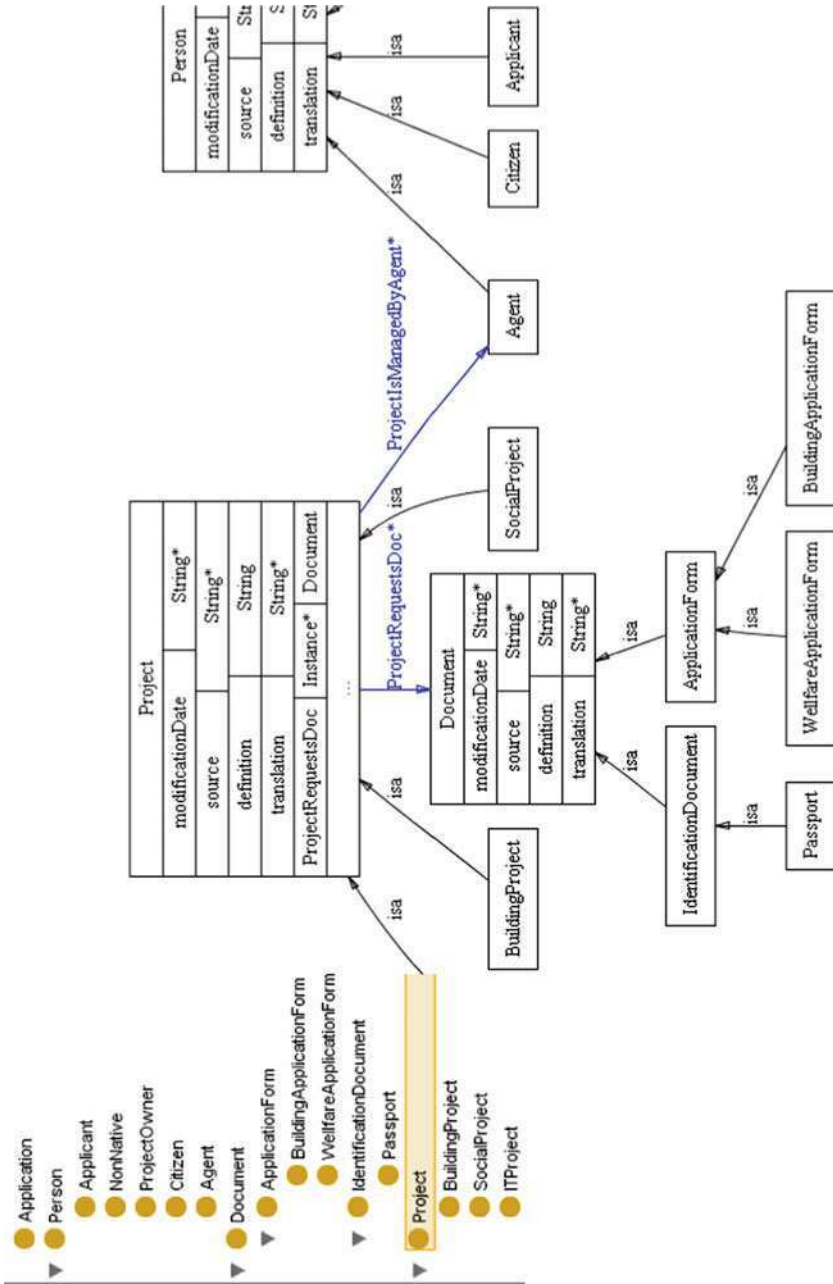 Application
Person
Applicant
NonNative
ProjectOwner
Citizen
Agent
Document
ApplicationForm
BuildingApplicationForm
WellfareApplicationForm
IdentificationDocument
Passport
Project
BuildingProject
SocialProject
ITProject
Project
modificationDate String*
source String*
definition String
translation String*
ProjectRequestsDoc Instance* Document
...
Person
modificationDate
source
definition
translation
isa
isa
ProjectRequestsDoc*
isa
ProjectIsManagedByAgent*
isa
isa
isa
BuildingProject
Document
modificationDate String*
source String*
definition String
translation String*
SocialProject
Agent
Citizen
Applicant
isa
isa
IdentificationDocument
ApplicationForm
isa
isa
isa
Passport
WellfareApplicationForm
BuildingApplicationForm